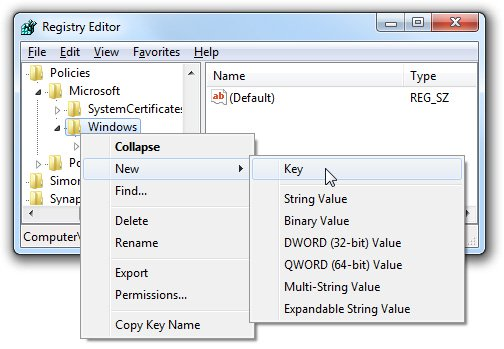 Registry Editor
File Edit View Favorites Help
Policies
Microsoft
SystemCertificates
Windows
Simon
Synap
Computer\
Name Type
(Default) REG_SZ
Collapse
New
Find...
Delete
Rename
Export
Permissions...
Copy Key Name
Key
String Value
Binary Value
DWORD (32-bit) Value
QWORD (64-bit) Value
Multi-String Value
Expandable String Value